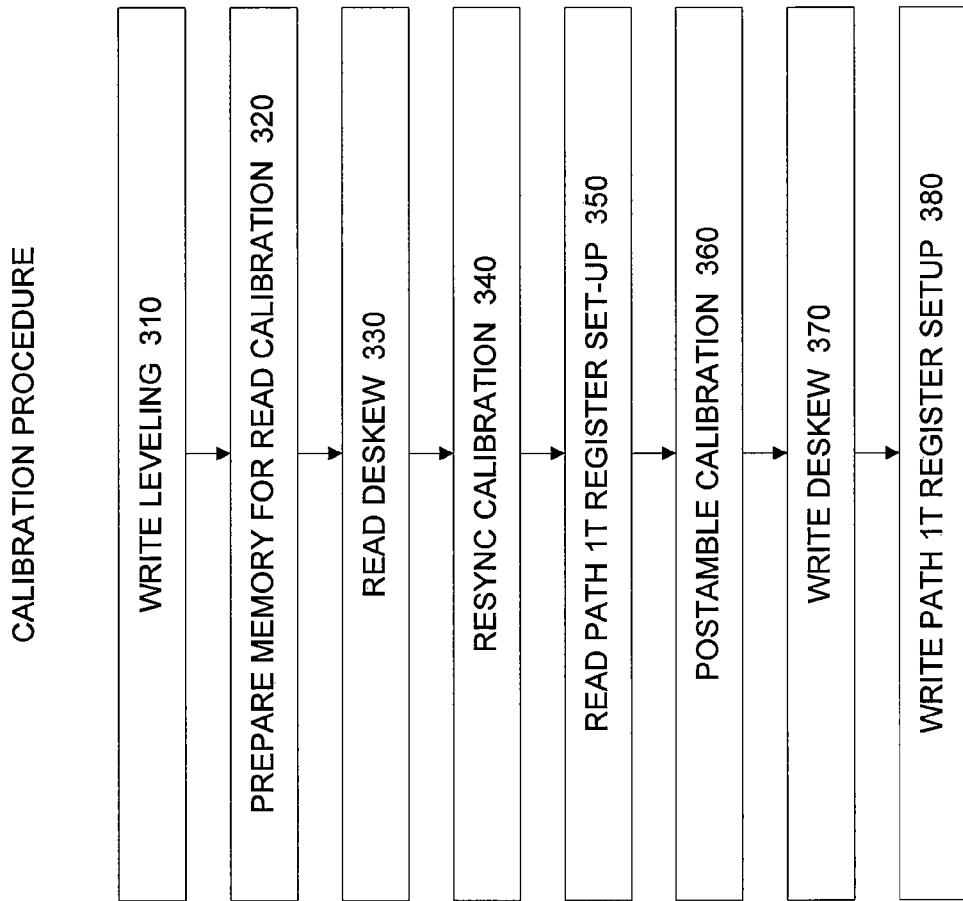 CALIBRATION PROCEDURE
WRITE LEVELING 310
PREPARE MEMORY FOR READ CALIBRATION 320
READ DESKEW 330
RESYNC CALIBRATION 340
READ PATH 1T REGISTER SET-UP 350
POSTAMBLE CALIBRATION 360
WRITE DESKEW 370
WRITE PATH 1T REGISTER SETUP 380